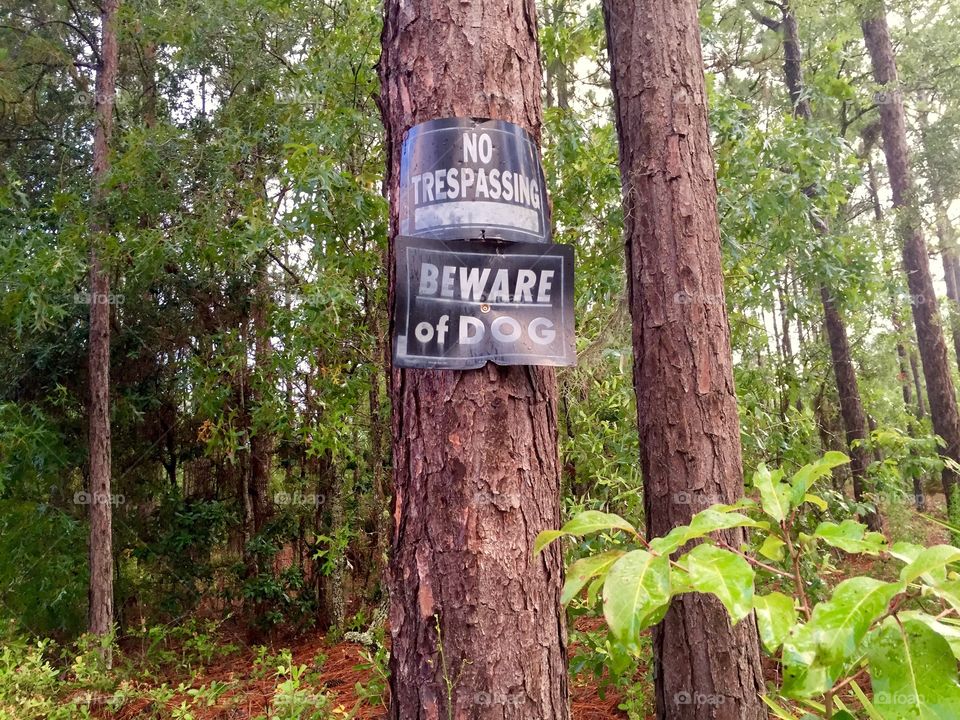 NO
TRESPASSING
BEWARE
of DOG